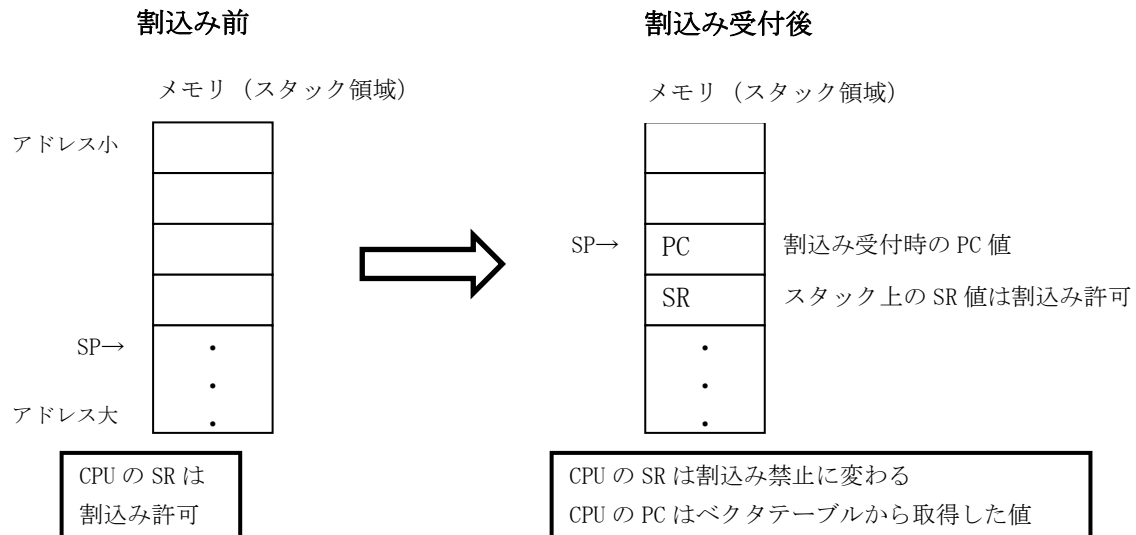 割込み前
メモリ（スタック領域）
アドレス小
SP→
・
・
アドレス大
・
CPU の SR は
割込み許可
割込み受付後
メモリ（スタック領域）
SP→ PC 割込み受付時の PC 値
SR スタック上の SR 値は割込み許可
・
・
・
CPU の SR は割込み禁止に変わる
CPU の PC はベクタテーブルから取得した値